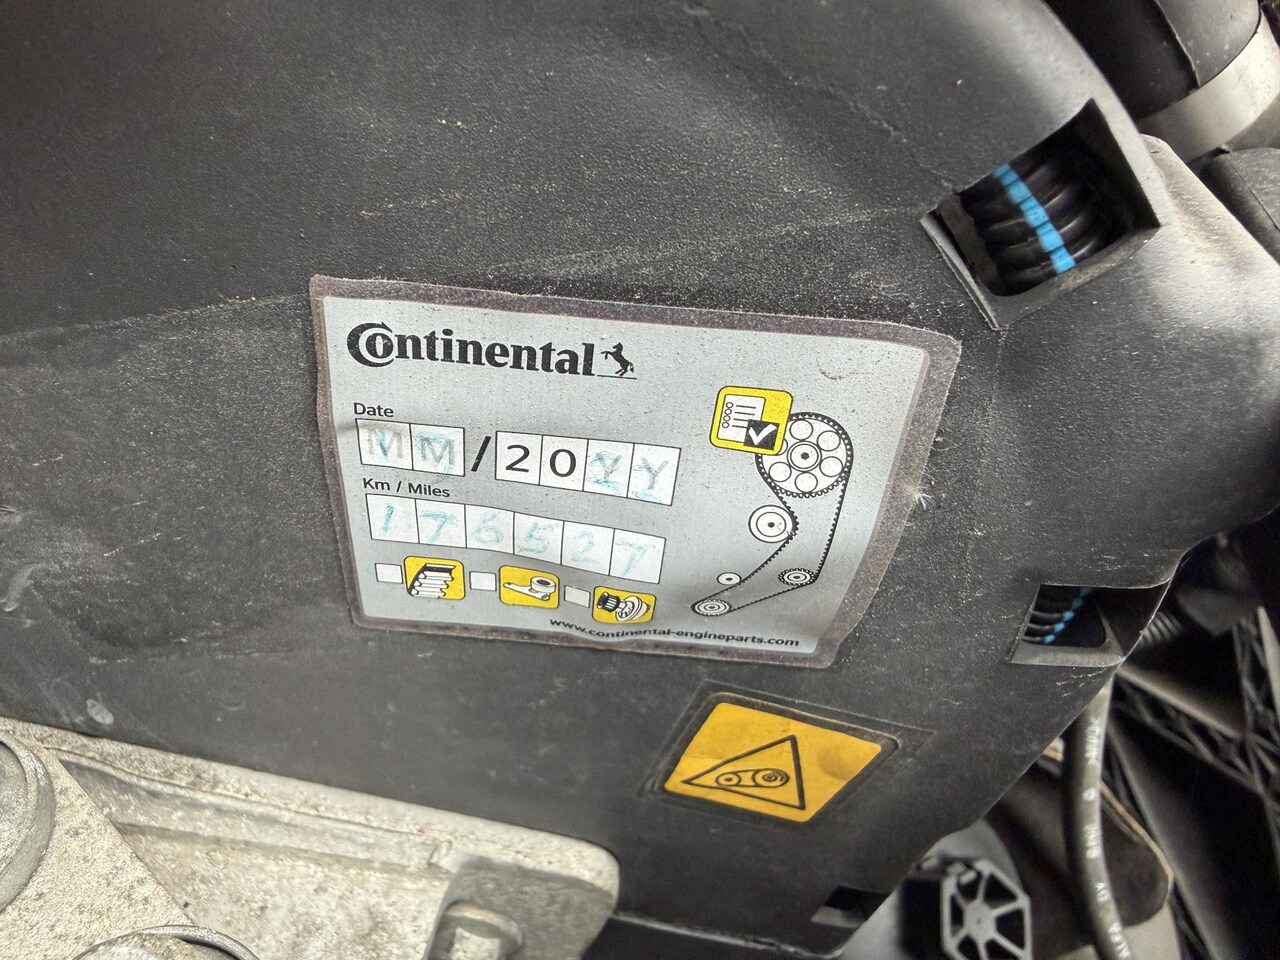 Continental
Date
MM/20YY
Km / Miles
176527
www.continental-engineparts.com